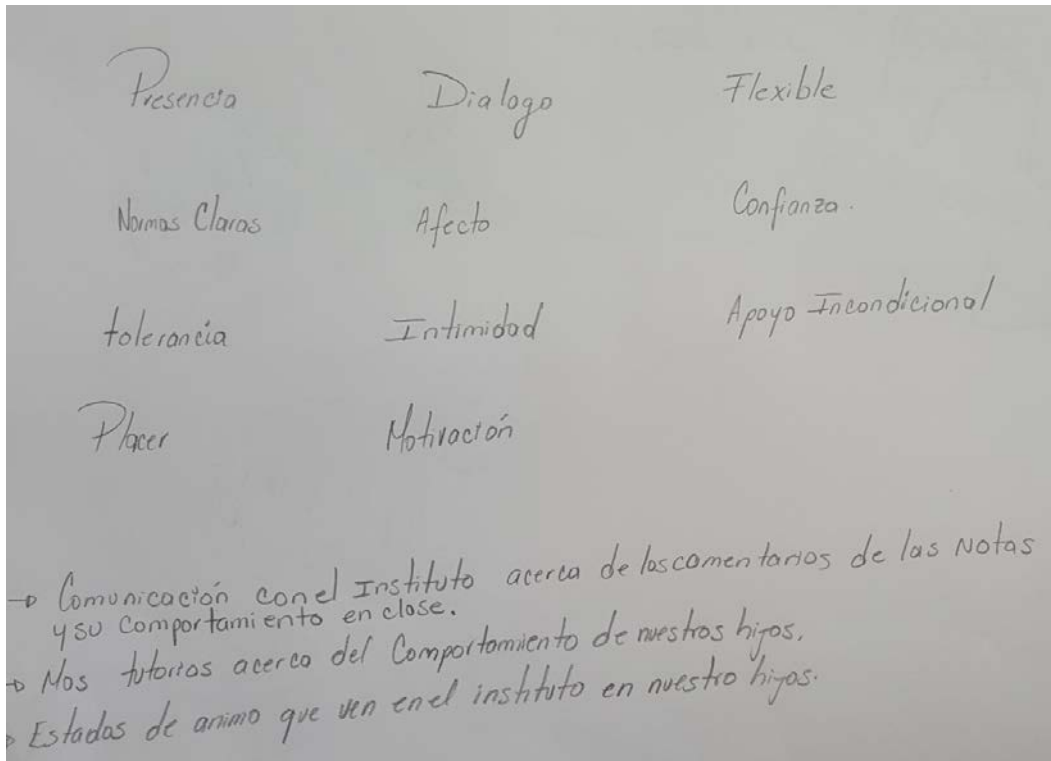 Presencia Dialogo Flexible
Normas Claras Afecto Confianza.
tolerancia Intimidad Apoyo Incondicional
Placer Motivación
→ Comunicación con el Instituto acerca de los comentarios de las Notas
y su Comportamiento en clase.
→ Mas tutorias acerca del Comportamiento de nuestros hijos.
→ Estados de animo que ven en el instituto en nuestro hijos.